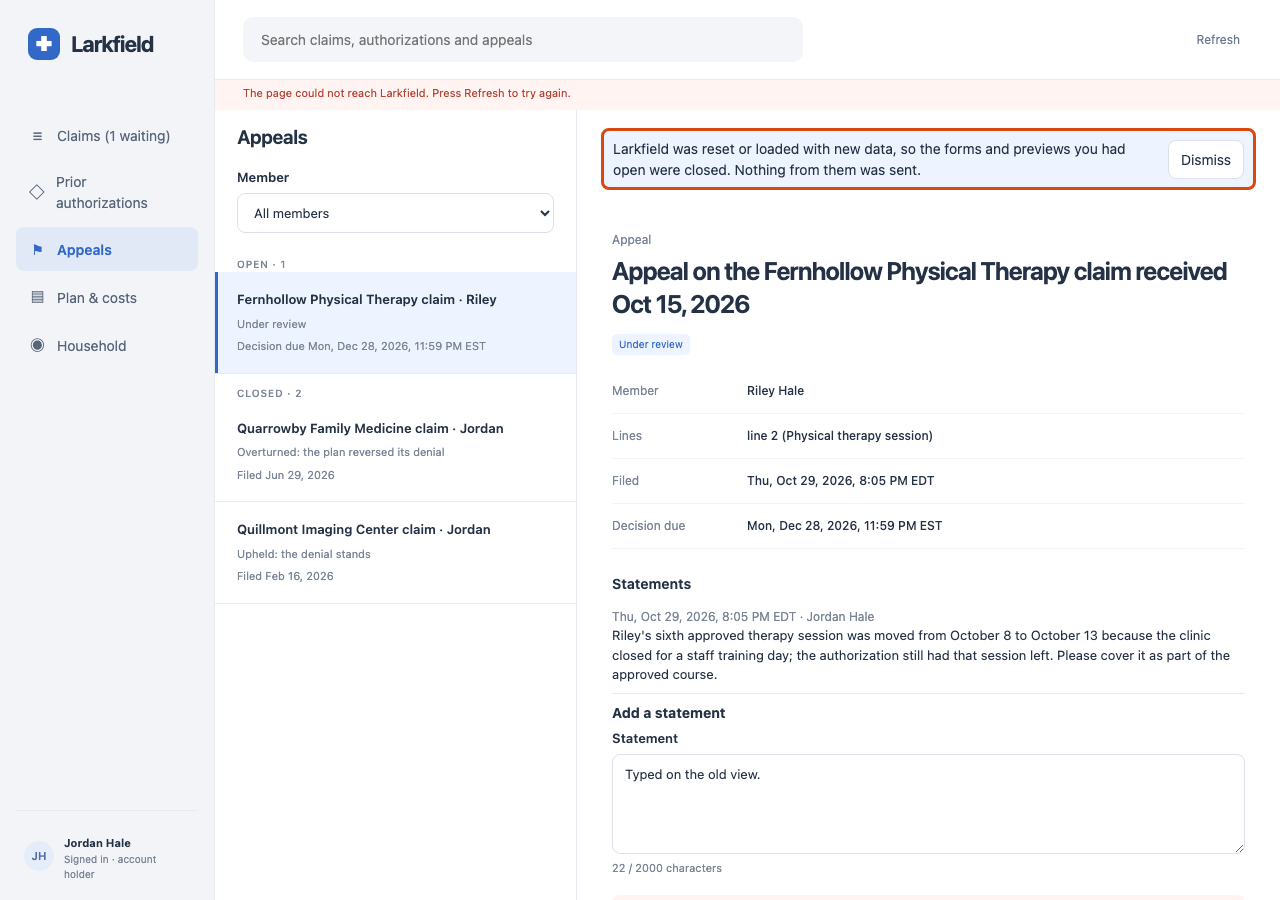 Larkfield
Search claims, authorizations and appeals
Refresh
The page could not reach Larkfield. Press Refresh to try again.
Claims (1 waiting)
Prior
authorizations
Appeals
Plan & costs
Household
JH
Jordan Hale
Signed in · account
holder
Appeals
Member
All members
OPEN · 1
Fernhollow Physical Therapy claim · Riley
Under review
Decision due Mon, Dec 28, 2026, 11:59 PM EST
CLOSED · 2
Quarrowby Family Medicine claim · Jordan
Overturned: the plan reversed its denial
Filed Jun 29, 2026
Quillmont Imaging Center claim · Jordan
Upheld: the denial stands
Filed Feb 16, 2026
Larkfield was reset or loaded with new data, so the forms and previews you had
open were closed. Nothing from them was sent.
Dismiss
Appeal
Appeal on the Fernhollow Physical Therapy claim received
Oct 15, 2026
Under review
Member Riley Hale
Lines line 2 (Physical therapy session)
Filed Thu, Oct 29, 2026, 8:05 PM EDT
Decision due Mon, Dec 28, 2026, 11:59 PM EST
Statements
Thu, Oct 29, 2026, 8:05 PM EDT · Jordan Hale
Riley's sixth approved therapy session was moved from October 8 to October 13 because the clinic
closed for a staff training day; the authorization still had that session left. Please cover it as part of the
approved course.
Add a statement
Statement
Typed on the old view.
22 / 2000 characters